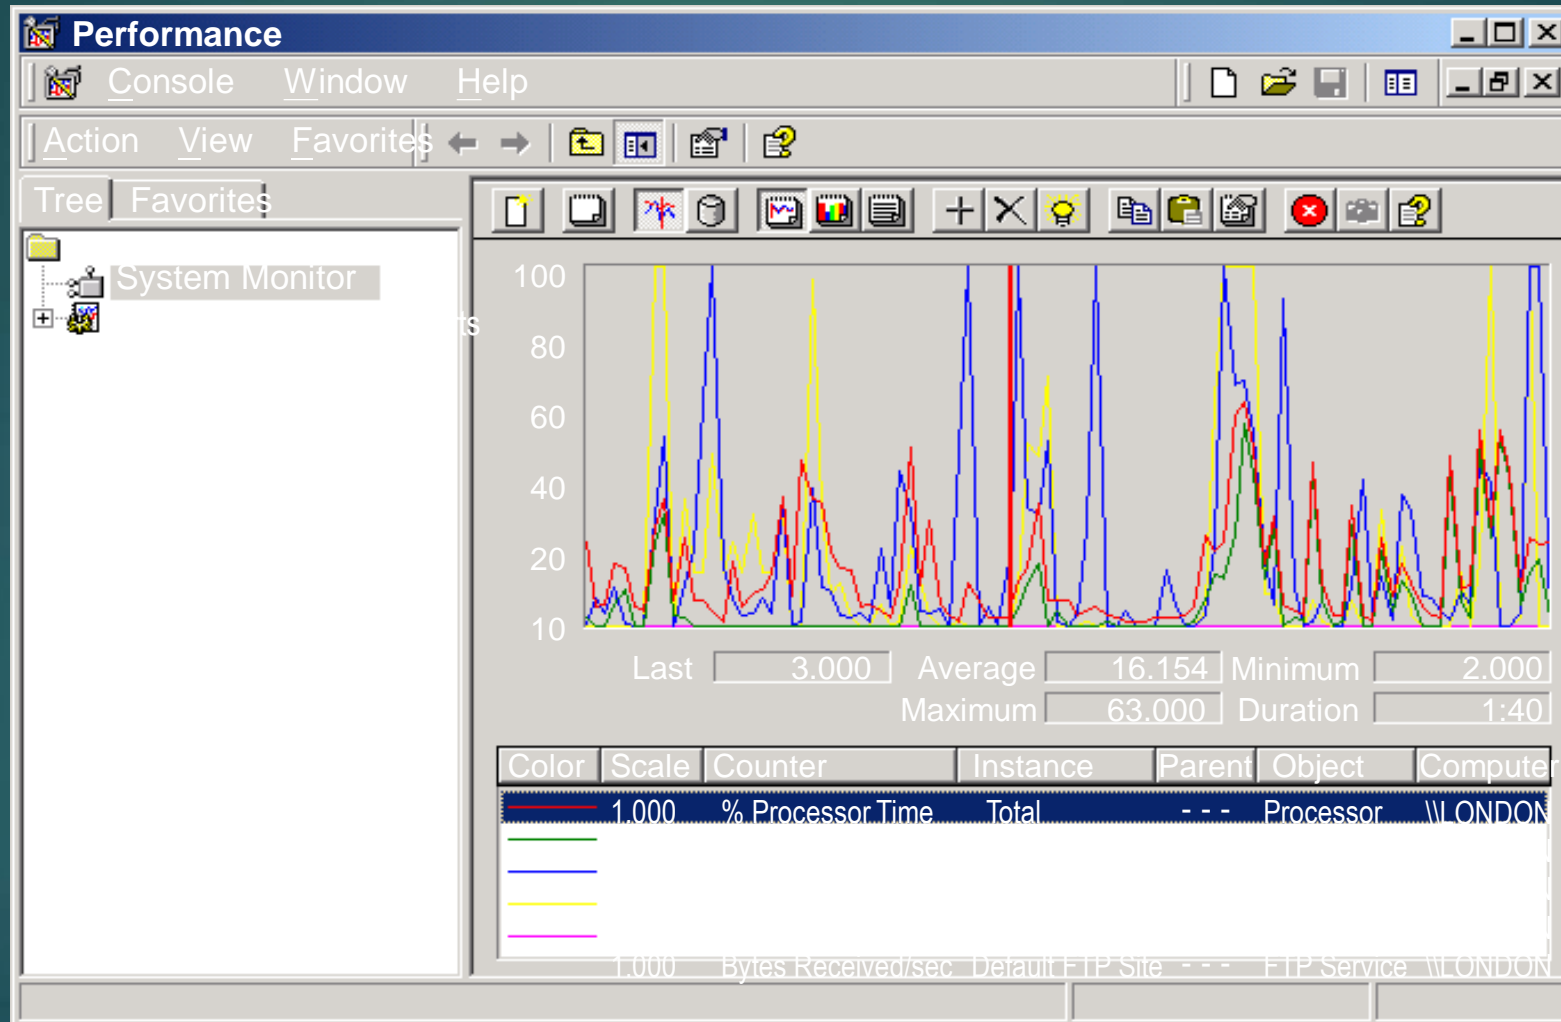 Performance
Console Window Help
Action View Favorites
Tree Favorites
System Monitor
ts
100
80
60
40
20
10
Last 3.000 Average 16.154 Minimum 2.000
Maximum 63.000 Duration 1:40
Color Scale Counter Instance Parent Object Computer
1.000 % Processor Time Total - - - Processor \\LONDON
1.000 Bytes Received/sec Default FTP Site - - - FTP Service \\LONDON